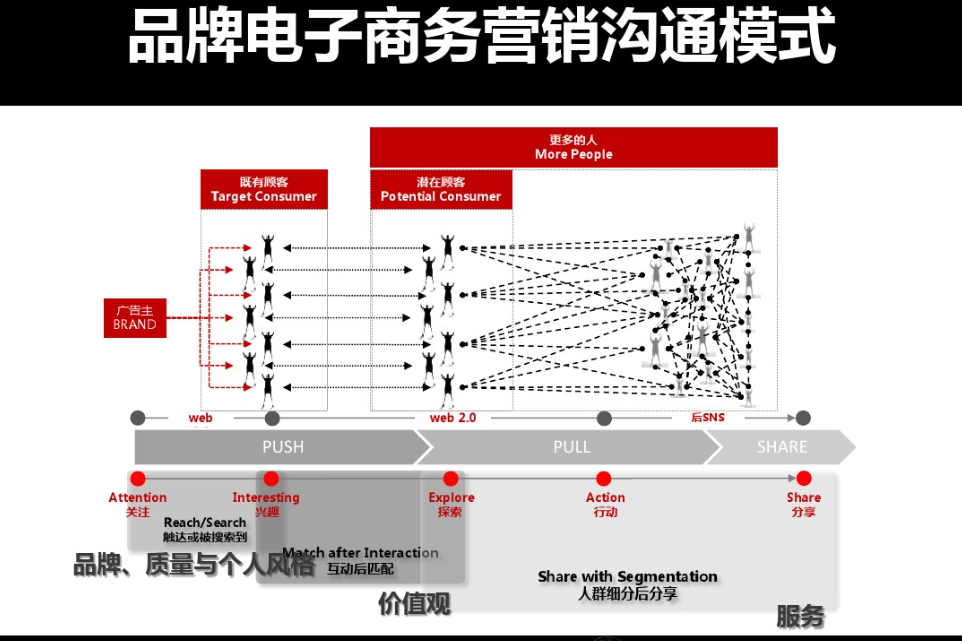 品牌电子商务营销沟通模式
更多的人
More People
既有顾客
Target Consumer
潜在顾客
Potential Consumer
广告主
BRAND
web
web 2.0
后SNS
PUSH
PULL
SHARE
Attention
关注
Interesting
兴趣
Explore
探索
Action
行动
Share
分享
Reach/Search
触达或被搜索到
Match after Interaction
互动后匹配
品牌、质量与个人风格
Share with Segmentation
人群细分后分享
价值观
服务